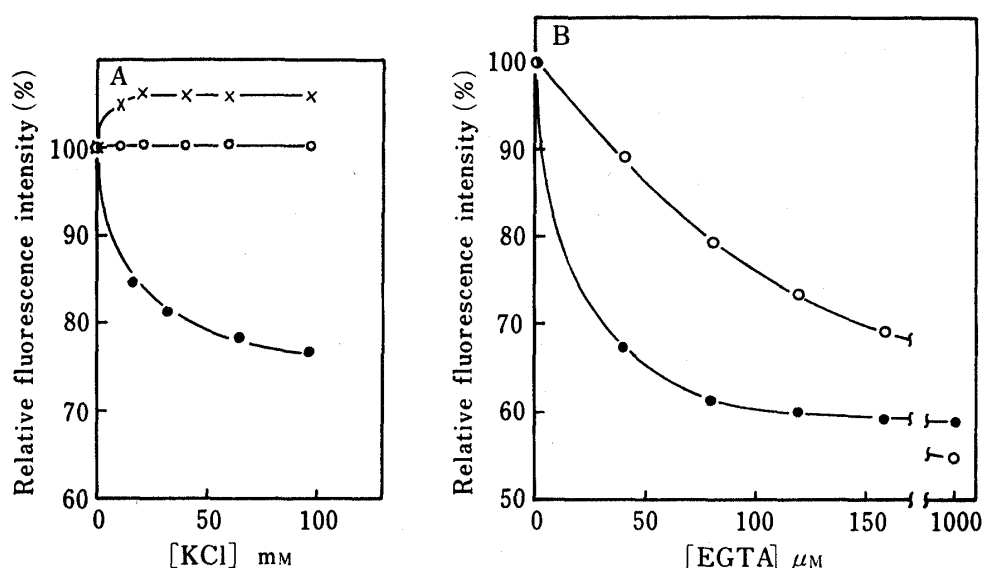 A
Relative fluorescence intensity (%)
100
90
80
70
60
0 50 100
[KCl] mM
B
Relative fluorescence intensity (%)
100
90
80
70
60
50
0 50 100 150 1000
[EGTA] μM